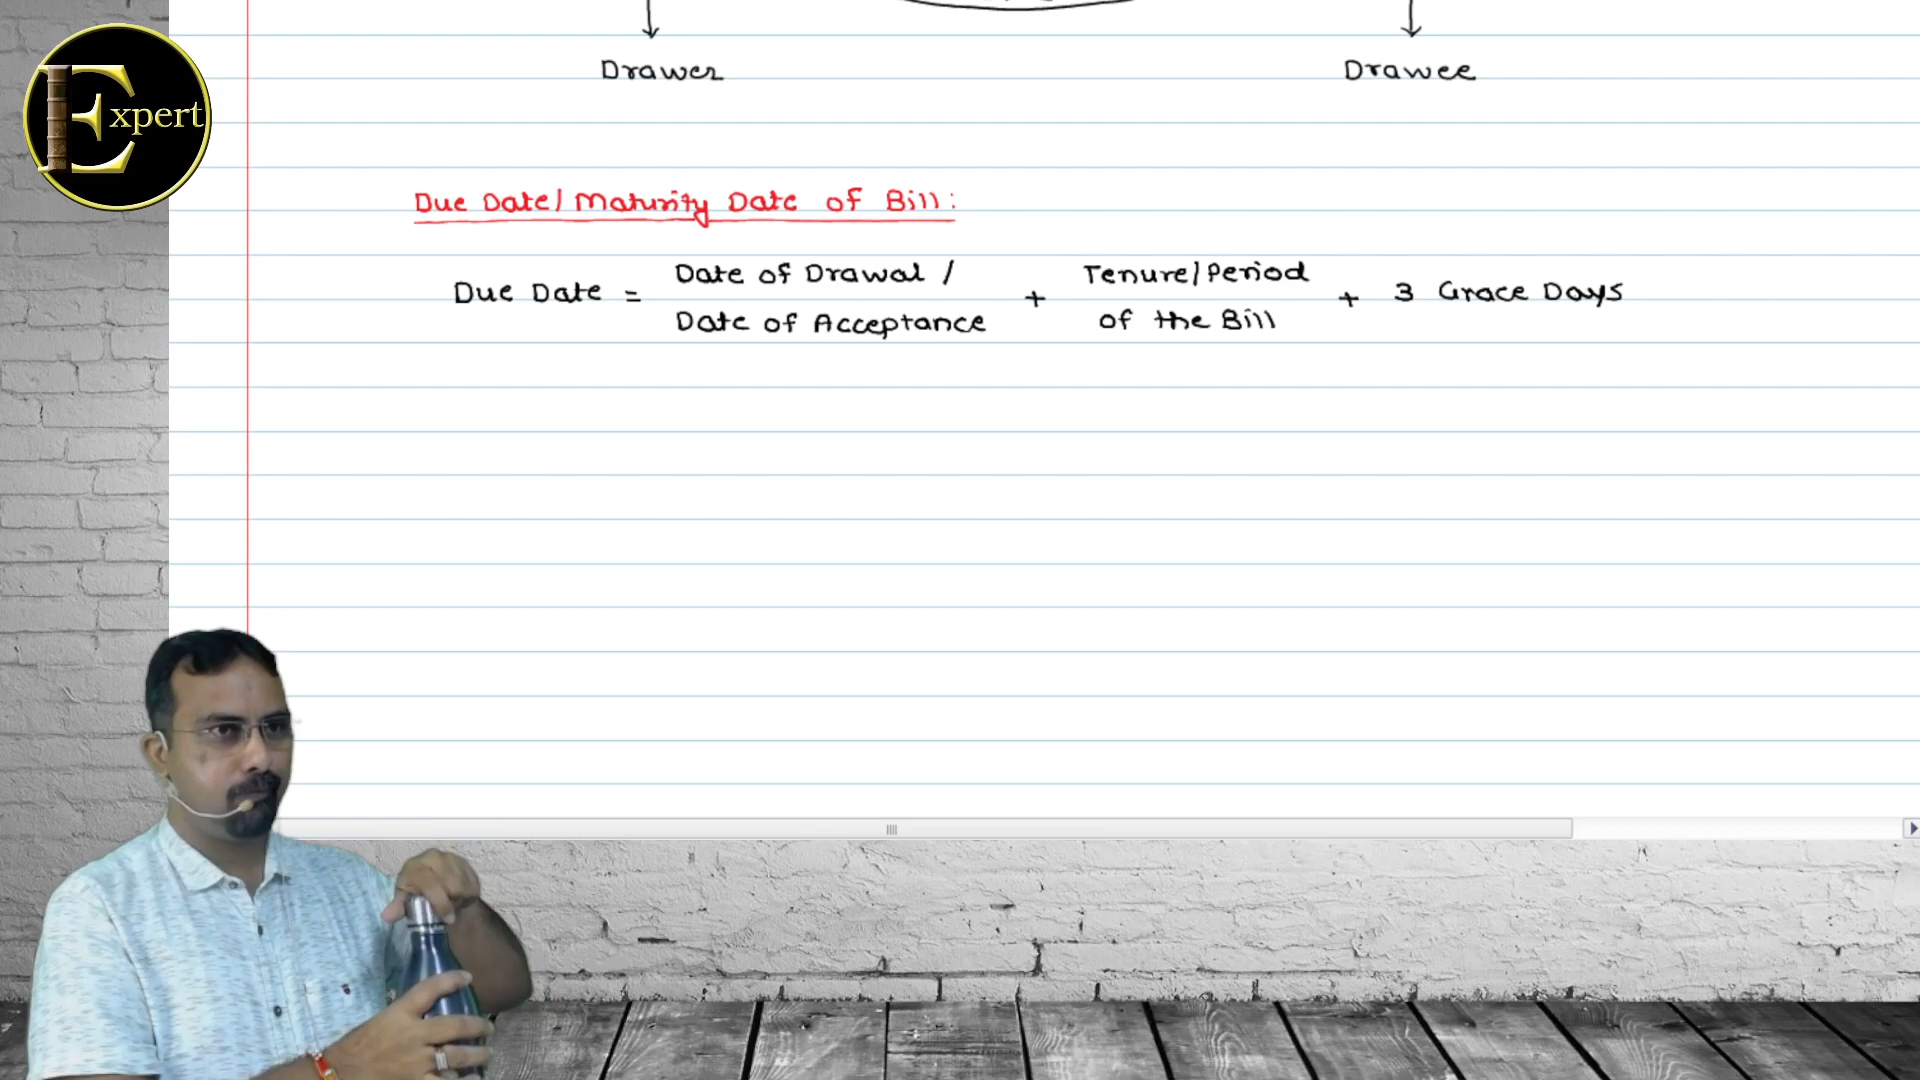 Expert
Drawer
Drawee
Due Date/Maturity Date of Bill:
Due Date = Date of Drawal / Date of Acceptance + Tenure/Period of the Bill + 3 Grace Days